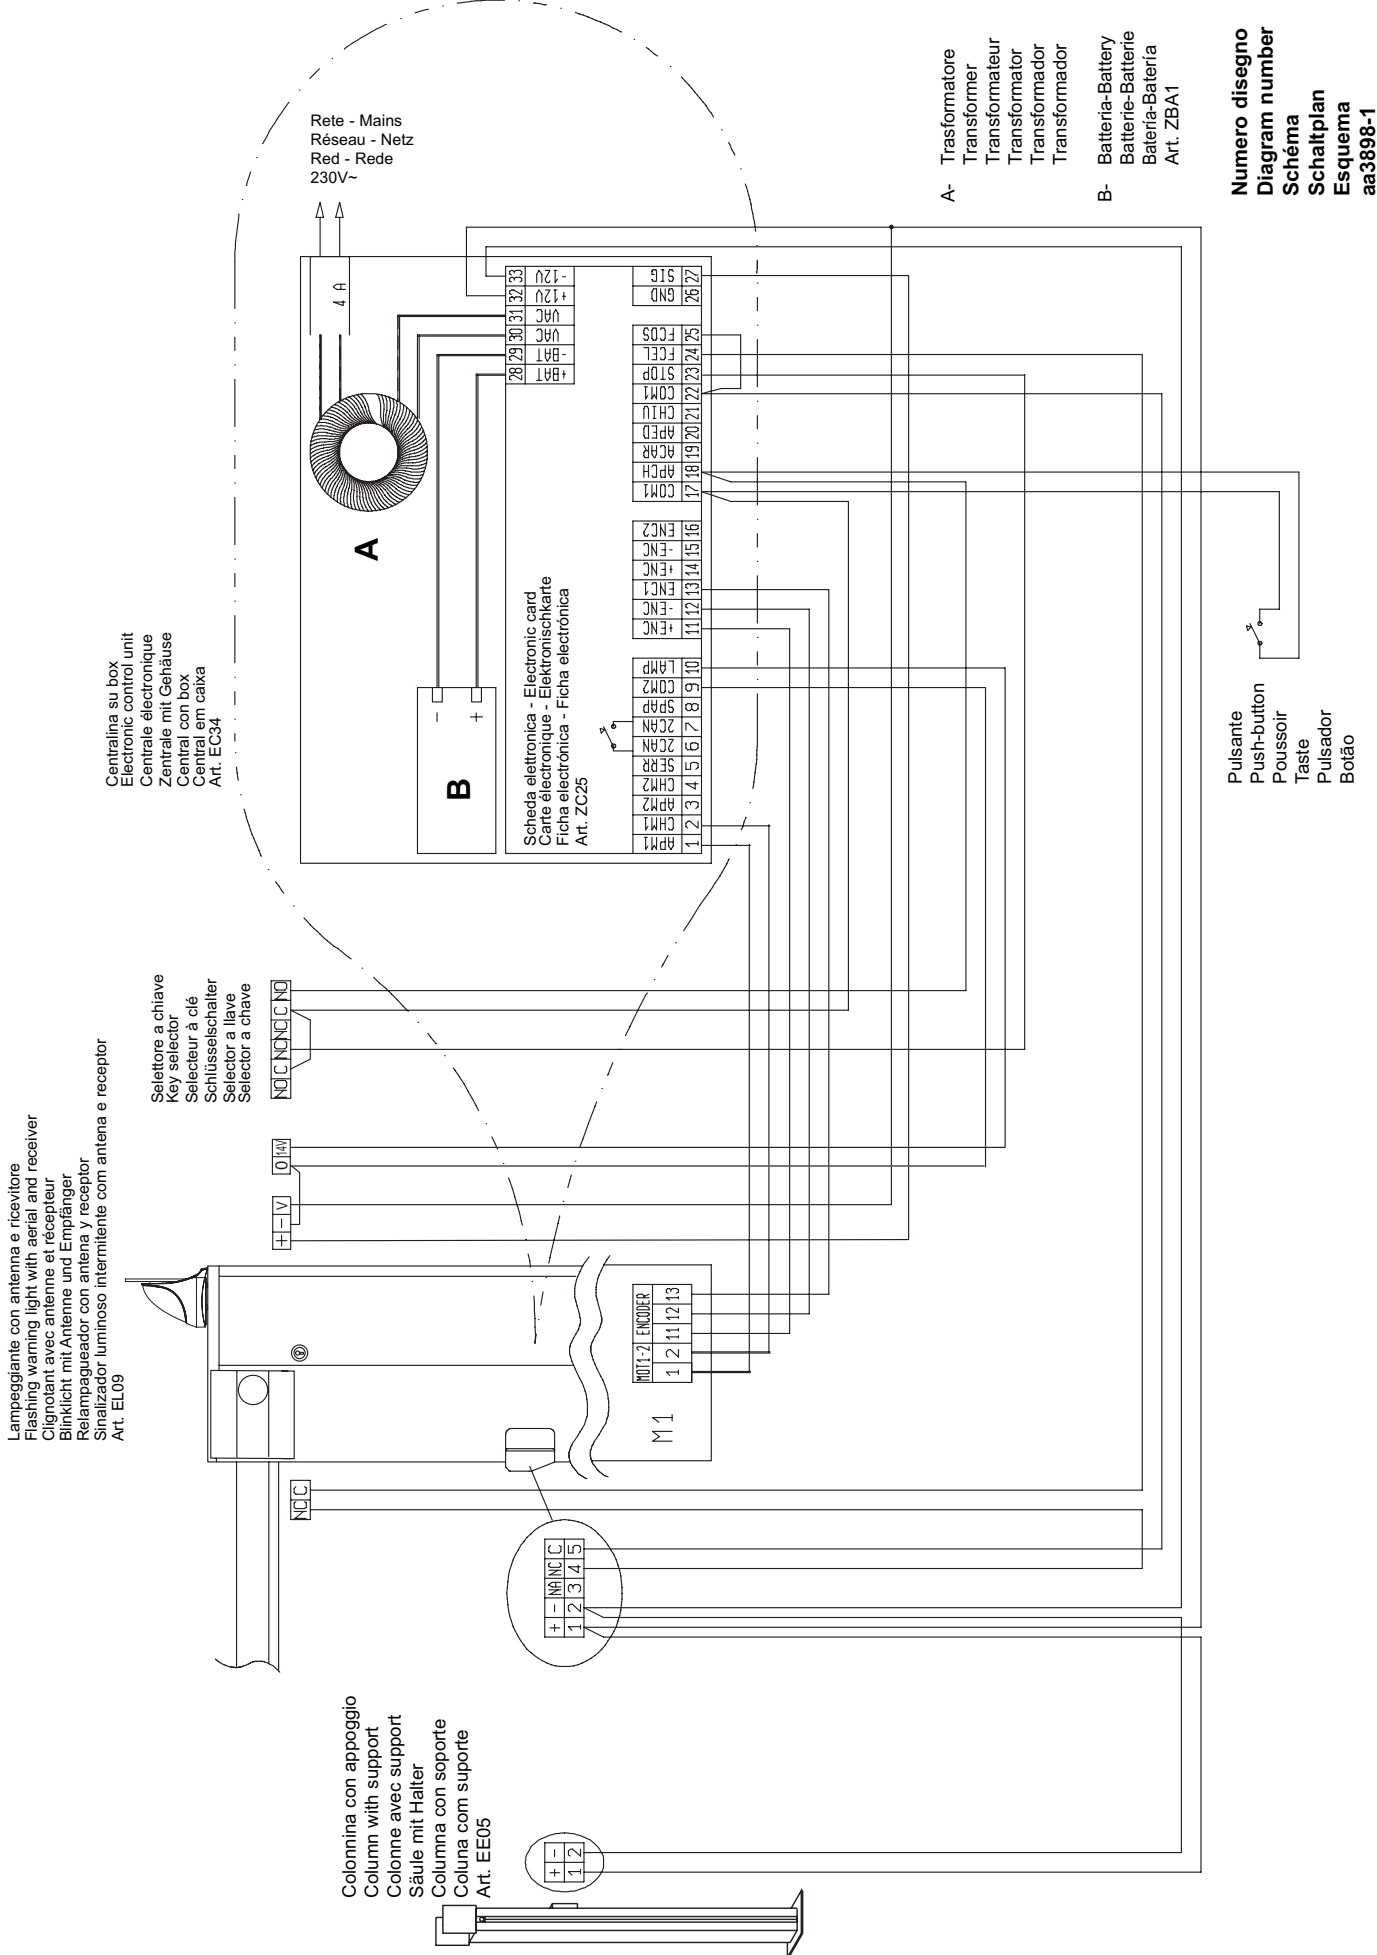 Lampeggiante con antenna e ricevitore
Flashing warning light with aerial and receiver
Clignotant avec antenne et récepteur
Blinklicht mit Antenne und Empfänger
Relampagueador con antena y receptor
Sinalizador luminoso intermitente com antena e receptor
Art. EL09
Selettore a chiave
Key selector
Selecteur à clé
Schlüsselschalter
Selector a llave
Selector a chave
Centralina su box
Electronic control unit
Centrale électronique
Zentrale mit Gehäuse
Central con box
Central em caixa
Art. EC34
Rete - Mains
Réseau - Netz
Red - Rede
230V~
4 A
A
B
-
+
Scheda elettronica - Electronic card
Carte électronique - Elektronischkarte
Ficha electrónica - Ficha electrónica
Art. ZC25
28 29 30 31 32 33
+BAT -BAT VAC VAC +12V -12V
APM1 CHM1 APM2 CHM2 SERR 2CAN 2CAN SPAP COM2 LAMP
1 2 3 4 5 6 7 8 9 10
+ENC -ENC ENC1 +ENC -ENC ENC2
11 12 13 14 15 16
COM1 APCH ACAR APED CHIU COM1 STOP FCEL FCOS
17 18 19 20 21 22 23 24 25
GND SIG
26 27
NO C NC NC C NO
+ - V
0 14V
MOT1-2 ENCODER
1 2 11 12 13
M1
NC C
+ - NA NC C
1 2 3 4 5
Colonnina con appoggio
Column with support
Colonne avec support
Säule mit Halter
Columna con soporte
Coluna com suporte
Art. EE05
+ -
1 2
Pulsante
Push-button
Poussoir
Taste
Pulsador
Botão
A- Trasformatore
Transformer
Transformateur
Transformator
Transformador
Transformador
B- Batteria-Battery
Batterie-Batterie
Batería-Batería
Art. ZBA1
Numero disegno
Diagram number
Schéma
Schaltplan
Esquema
aa3898-1